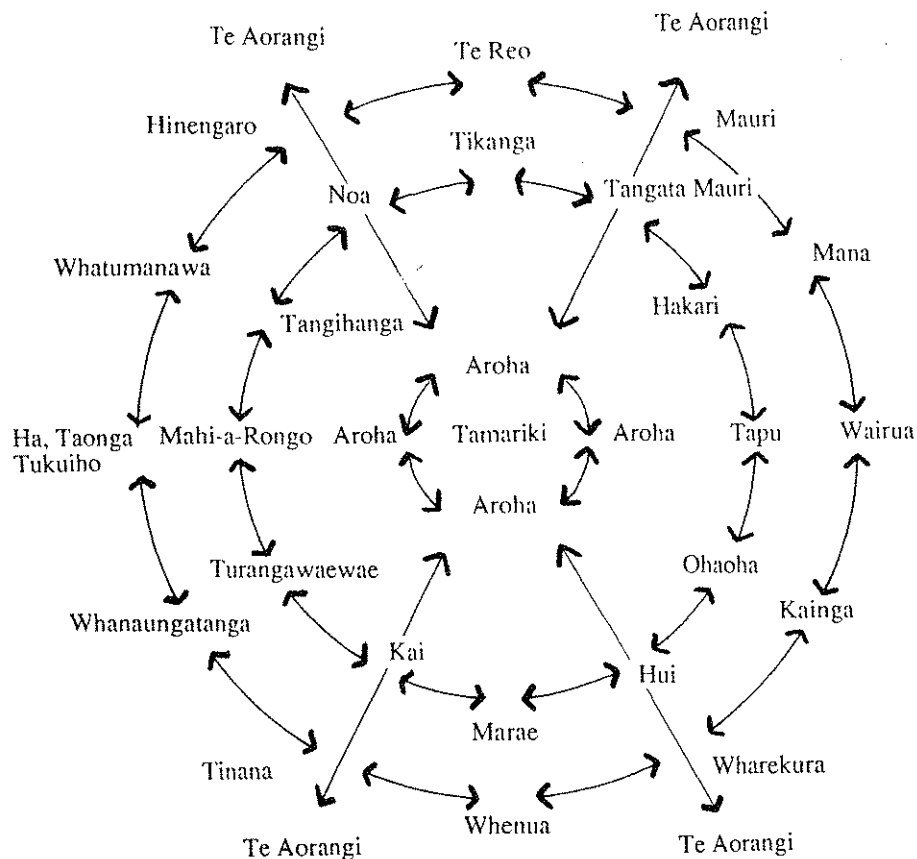 Te Aorangi
Te Aorangi
Te Reo
Hinengaro
Mauri
Tikanga
Noa
Tangata Mauri
Mana
Whatumanawa
Hakari
Tangihanga
Aroha
Ha, Taonga
Tukuiho
Mahi-a-Rongo
Aroha
Tamariki
Aroha
Tapu
Wairua
Aroha
Ohaoha
Turangawaewae
Kainga
Whanaungatanga
Kai
Hui
Marae
Tinana
Wharekura
Whenua
Te Aorangi
Te Aorangi